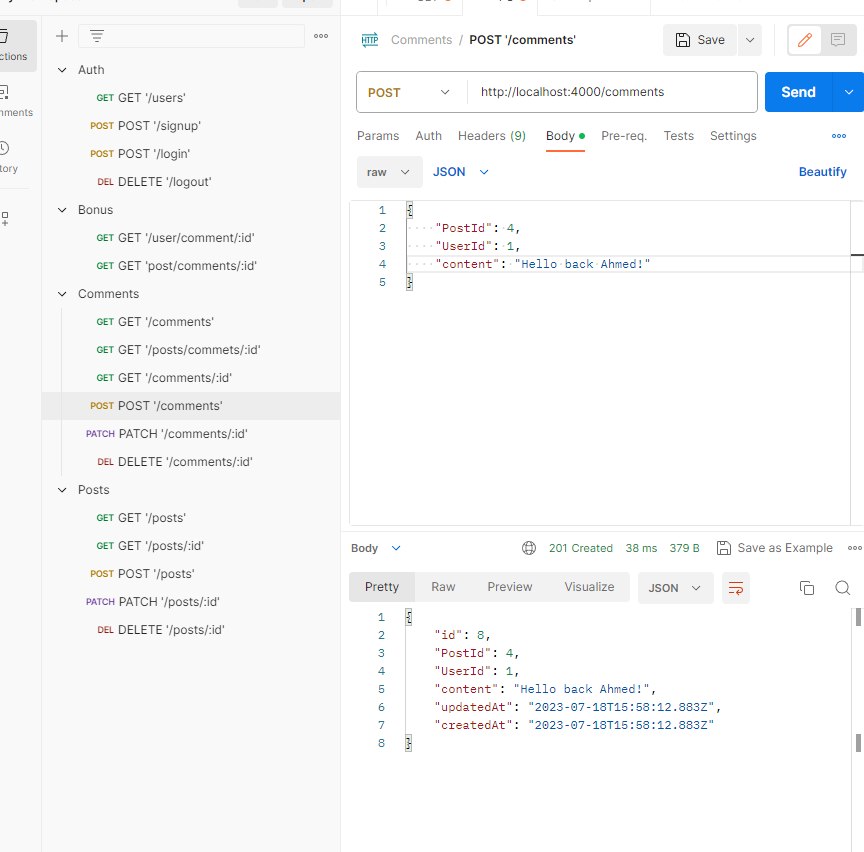 ctions
nments
tory
Auth
GET GET '/users'
POST POST '/signup'
POST POST '/login'
DEL DELETE '/logout'
Bonus
GET GET '/user/comment/:id'
GET GET 'post/comments/:id'
Comments
GET GET '/comments'
GET GET '/posts/commets/:id'
GET GET '/comments/:id'
POST POST '/comments'
PATCH PATCH '/comments/:id'
DEL DELETE '/comments/:id'
Posts
GET GET '/posts'
GET GET '/posts/:id'
POST POST '/posts'
PATCH PATCH '/posts/:id'
DEL DELETE '/posts/:id'
HTTP Comments / POST '/comments' Save
POST http://localhost:4000/comments Send
Params Auth Headers (9) Body Pre-req. Tests Settings
raw JSON Beautify
1 {
2 "PostId": 4,
3 "UserId": 1,
4 "content": "Hello back Ahmed!"
5 }
Body 201 Created 38 ms 379 B Save as Example
Pretty Raw Preview Visualize JSON
1 {
2 "id": 8,
3 "PostId": 4,
4 "UserId": 1,
5 "content": "Hello back Ahmed!",
6 "updatedAt": "2023-07-18T15:58:12.883Z",
7 "createdAt": "2023-07-18T15:58:12.883Z"
8 }